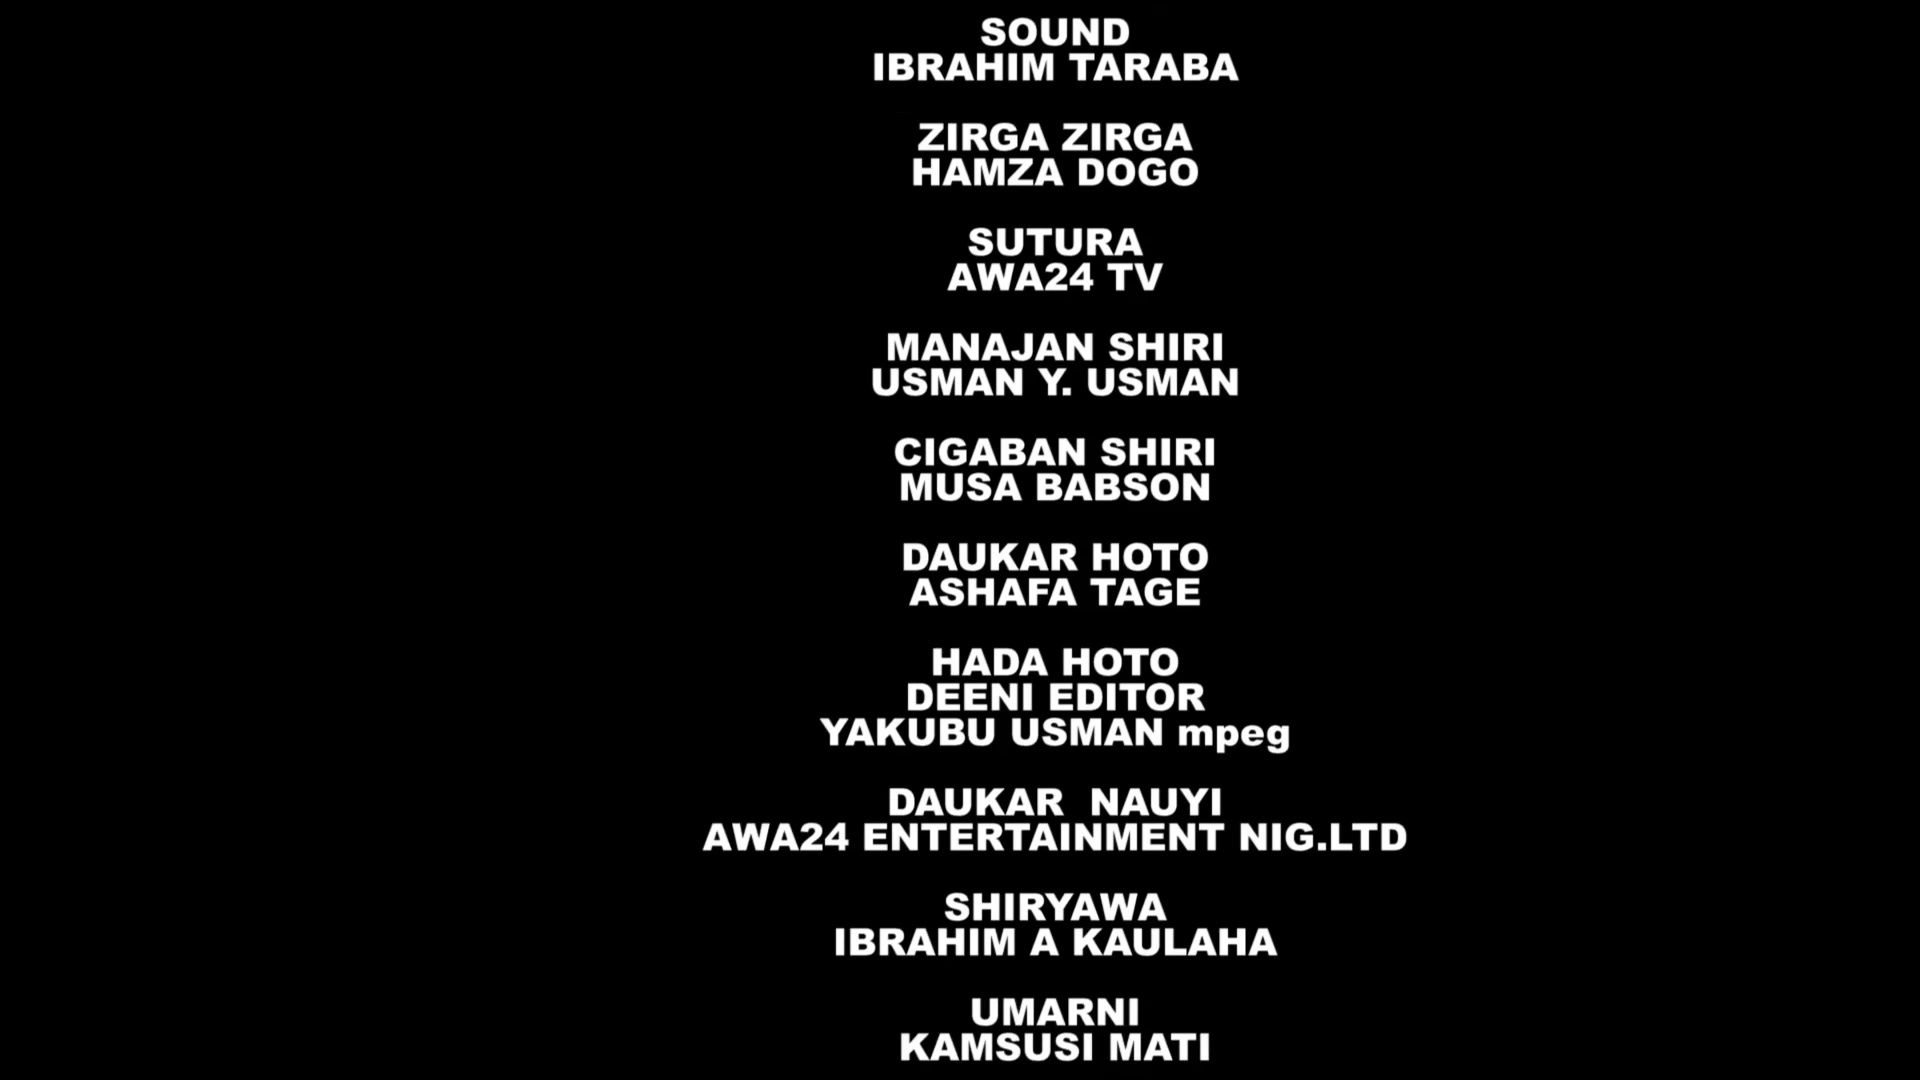 SOUND
IBRAHIM TARABA
ZIRGA ZIRGA
HAMZA DOGO
SUTURA
AWA24 TV
MANAJAN SHIRI
USMAN Y. USMAN
CIGABAN SHIRI
MUSA BABSON
DAUKAR HOTO
ASHAFA TAGE
HADA HOTO
DEENI EDITOR
YAKUBU USMAN mpeg
DAUKAR  NAUYI
AWA24 ENTERTAINMENT NIG.LTD
SHIRYAWA
IBRAHIM A KAULAHA
UMARNI
KAMSUSI MATI